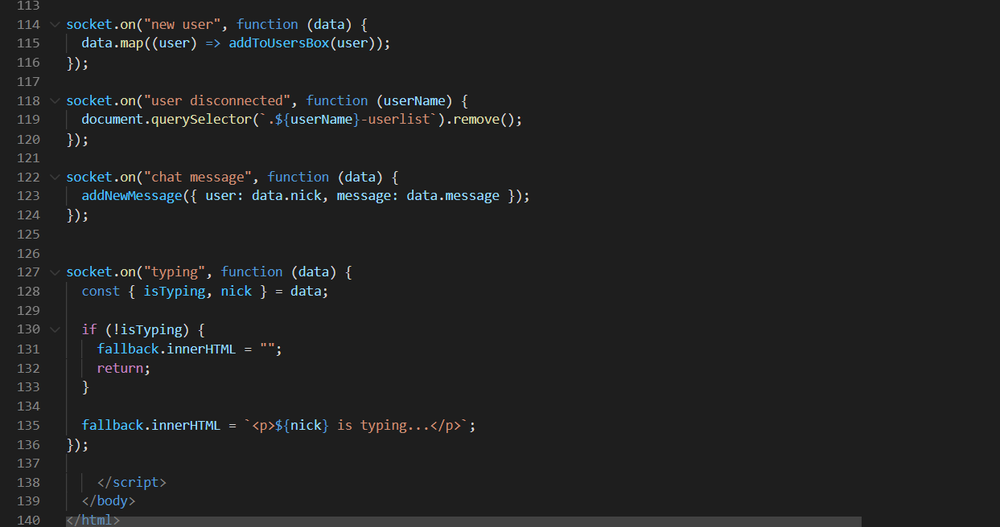 113
114 socket.on("new user", function (data) {
115 data.map((user) => addToUsersBox(user));
116 });
117
118 socket.on("user disconnected", function (userName) {
119 document.querySelector(`.${userName}-userlist`).remove();
120 });
121
122 socket.on("chat message", function (data) {
123 addNewMessage({ user: data.nick, message: data.message });
124 });
125
126
127 socket.on("typing", function (data) {
128 const { isTyping, nick } = data;
129
130 if (!isTyping) {
131 fallback.innerHTML = "";
132 return;
133 }
134
135 fallback.innerHTML = `<p>${nick} is typing...</p>`;
136 });
137
138 </script>
139 </body>
140 </html>